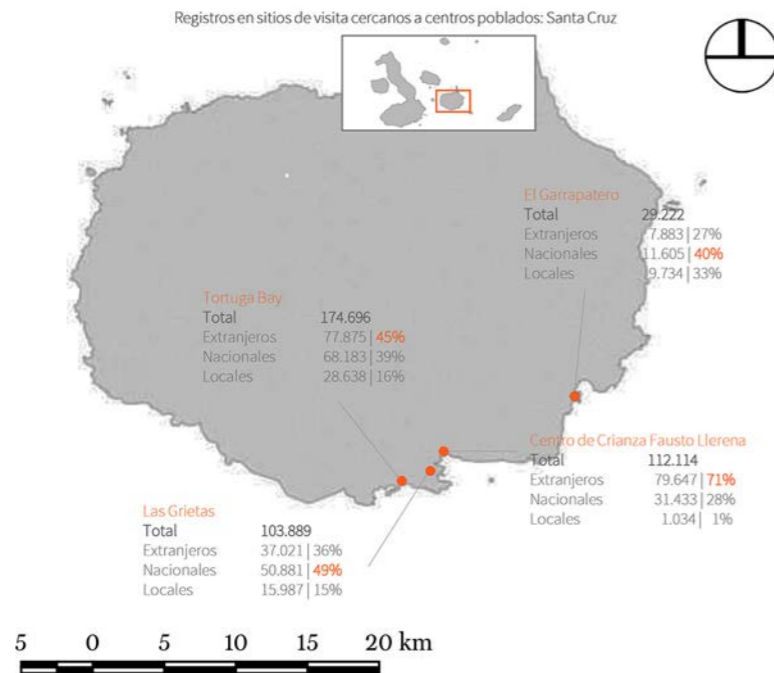 Registros en sitios de visita cercanos a centros poblados: Santa Cruz
El Garrapatero
Total 29.222
Extranjeros 7.883 | 27%
Nacionales 11.605 | 40%
Locales 9.734 | 33%
Tortuga Bay
Total 174.696
Extranjeros 77.875 | 45%
Nacionales 68.183 | 39%
Locales 28.638 | 16%
Centro de Crianza Fausto Llerena
Total 112.114
Extranjeros 79.647 | 71%
Nacionales 31.433 | 28%
Locales 1.034 | 1%
Las Grietas
Total 103.889
Extranjeros 37.021 | 36%
Nacionales 50.881 | 49%
Locales 15.987 | 15%
5 0 5 10 15 20 km